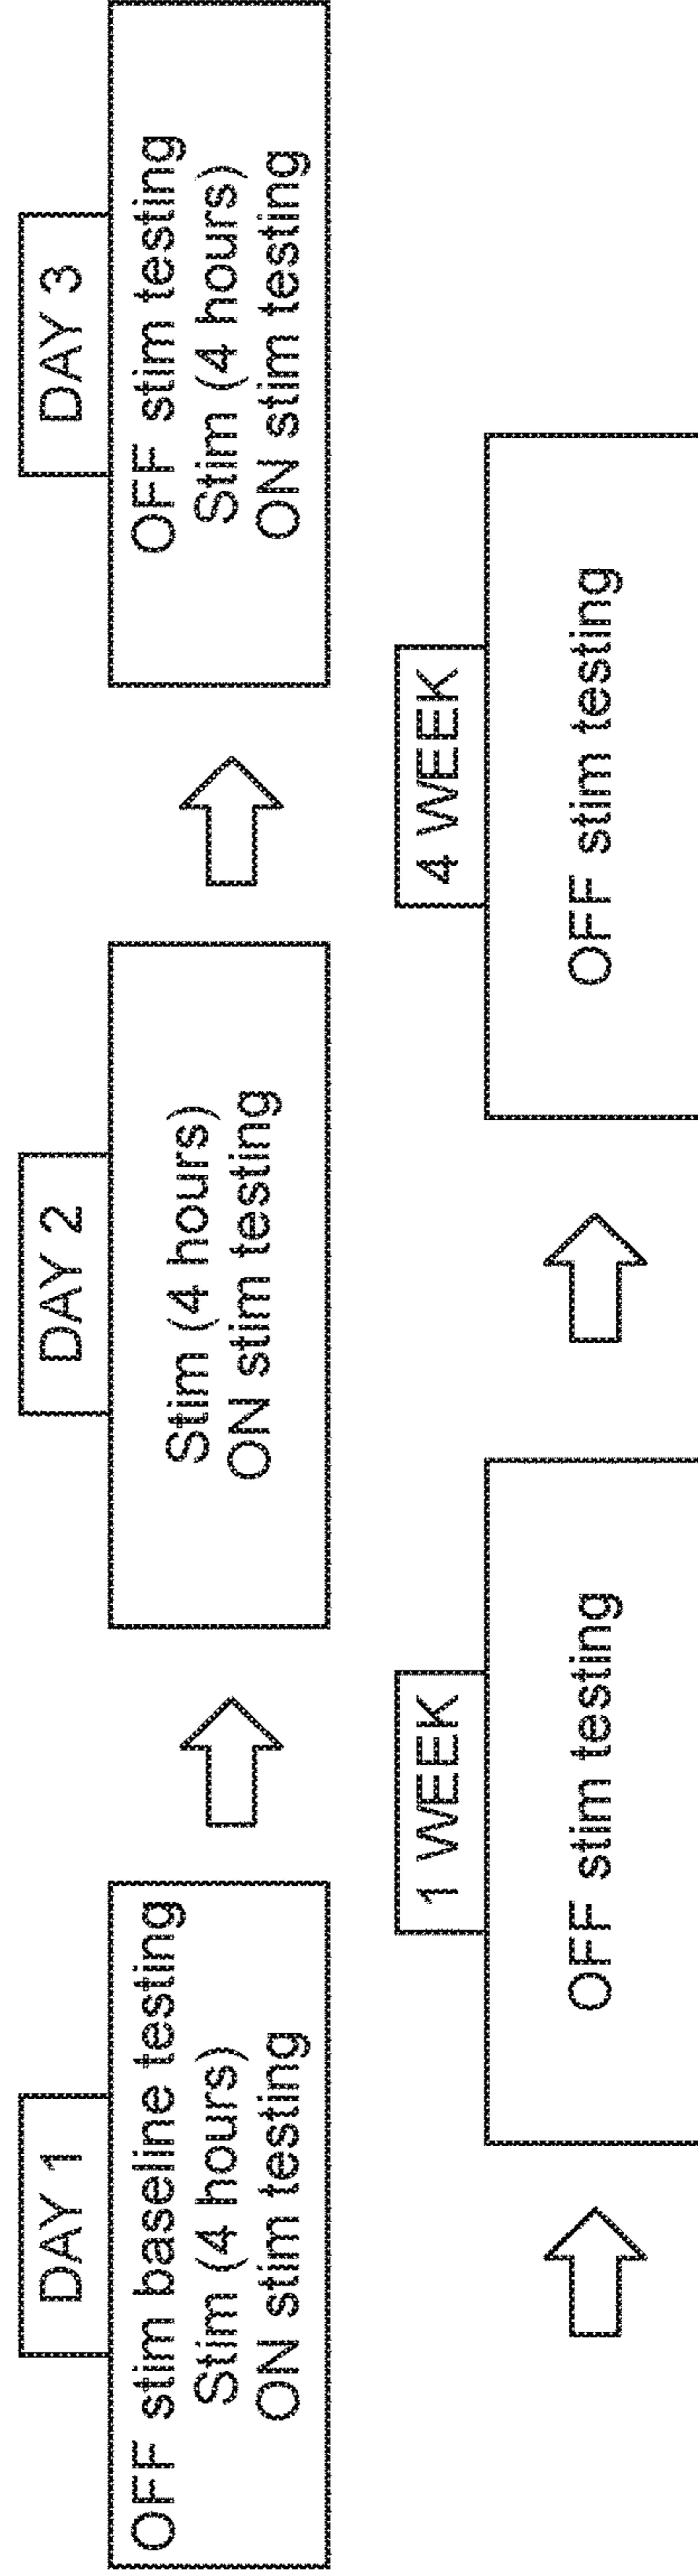 DAY 1
OFF stim baseline testing
Stim (4 hours)
ON stim testing
DAY 2
Stim (4 hours)
ON stim testing
DAY 3
OFF stim testing
Stim (4 hours)
ON stim testing
1 WEEK
OFF stim testing
4 WEEK
OFF stim testing